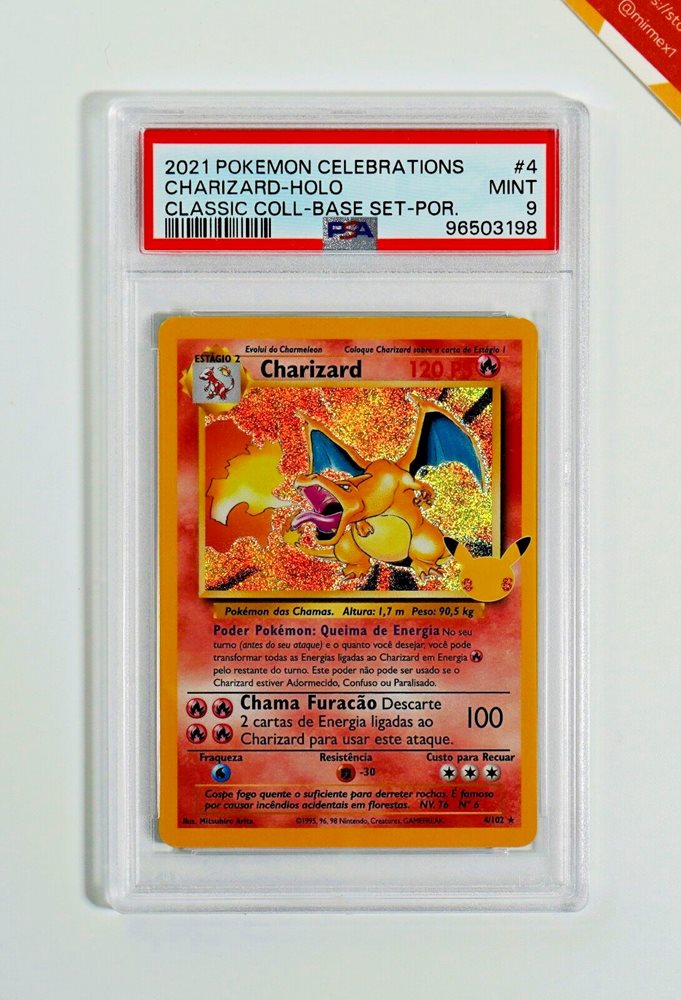 ps://sto
@mirmex1
2021 POKEMON CELEBRATIONS #4
CHARIZARD-HOLO MINT
CLASSIC COLL-BASE SET-POR. 9
PSA 96503198
Evolui do Charmeleon Coloque Charizard sobre a carta de Estágio 1
ESTÁGIO 2
Charizard 120 PS
Pokémon das Chamas. Altura: 1,7 m Peso: 90,5 kg
Poder Pokémon: Queima de Energia No seu
turno (antes do seu ataque) e o quanto você desejar, você pode
transformar todas as Energias ligadas ao Charizard em Energia
pelo restante do turno. Este poder não pode ser usado se o
Charizard estiver Adormecido, Confuso ou Paralisado.
Chama Furacão Descarte
2 cartas de Energia ligadas ao 100
Charizard para usar este ataque.
Fraqueza Resistência Custo para Recuar
-30
Cospe fogo quente o suficiente para derreter rochas. É famoso
por causar incêndios acidentais em florestas. NV. 76 N° 6
Ilus. Mitsuhiro Arita ©1995, 96, 98 Nintendo, Creatures, GAMEFREAK. 4/102 ★